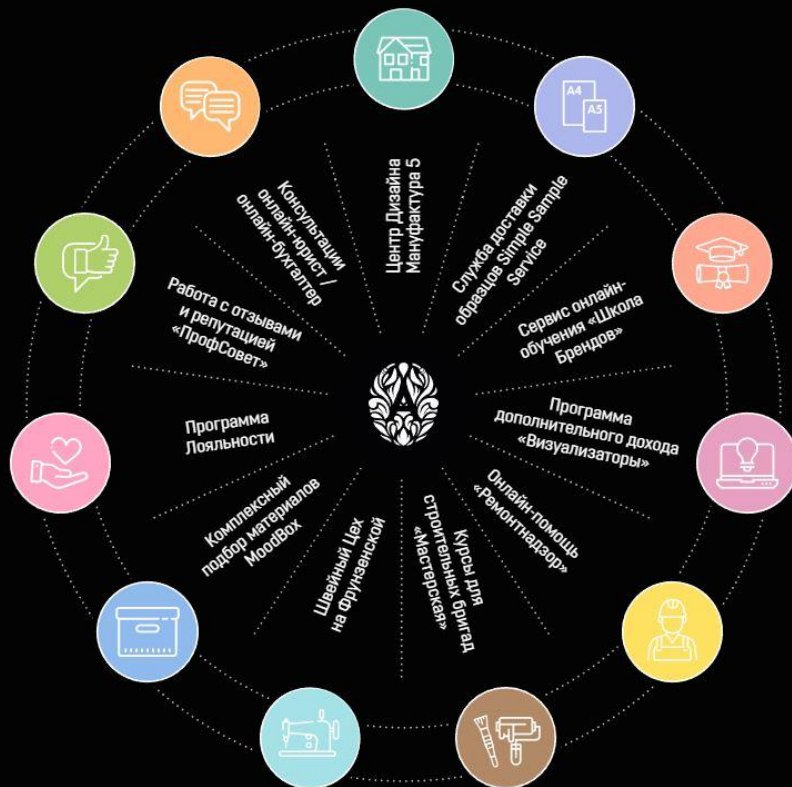 Центр Дизайна
Мануфактура 5
A4
A5
Служба доставки
образцов Simple Sample
Service
Сервис онлайн-
обучения «Школа
Брендов»
Программа
дополнительного дохода
«Визуализаторы»
Онлайн-помощь
«Ремонтнадзор»
Курсы для
строительных бригад
«Мастерская»
Швейный Цех
на Фрунзенской
Комплексный
подбор материалов
MoodBox
Программа
Лояльности
Работа с отзывами
и репутацией
«ПрофСовет»
Консультации
онлайн-юрист /
онлайн-бухгалтер
A